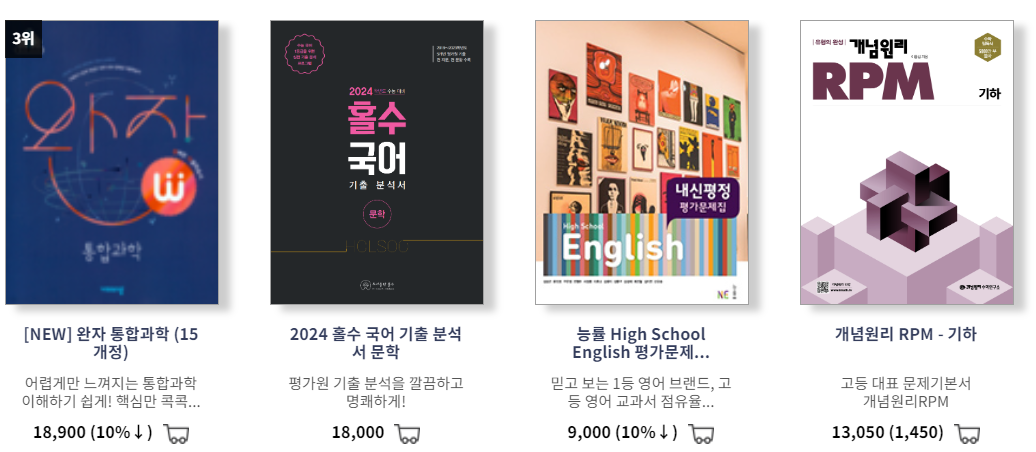 3위
완자
통합과학
2024
홀수
국어
기출 분석서
문학
HOLSOO
내신평정
평가문제집
High School
English
NE
유형의 완성
개념원리
RPM
기하
[NEW] 완자 통합과학 (15
개정)
어렵게만 느껴지는 통합과학
이해하기 쉽게! 핵심만 콕콕...
18,900 (10%↓)
2024 홀수 국어 기출 분석
서 문학
평가원 기출 분석을 깔끔하고
명쾌하게!
18,000
능률 High School
English 평가문제...
믿고 보는 1등 영어 브랜드, 고
등 영어 교과서 점유율...
9,000 (10%↓)
개념원리 RPM - 기하
고등 대표 문제기본서
개념원리RPM
13,050 (1,450)